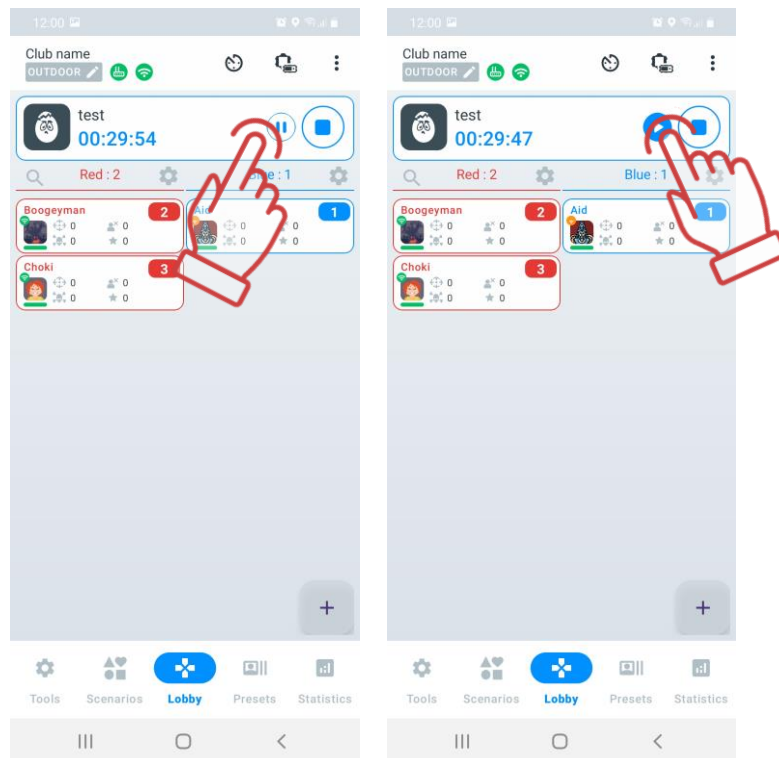 12:00
Club name
OUTDOOR
test
00:29:54
Red : 2
Blue : 1
Boogeyman
2
0 0
0 0
Aid
1
0 0
0 0
Choki
3
0 0
0 0
+
Tools Scenarios Lobby Presets Statistics
12:00
Club name
OUTDOOR
test
00:29:47
Red : 2
Blue : 1
Boogeyman
2
0 0
0 0
Aid
1
0 0
0 0
Choki
3
0 0
0 0
+
Tools Scenarios Lobby Presets Statistics